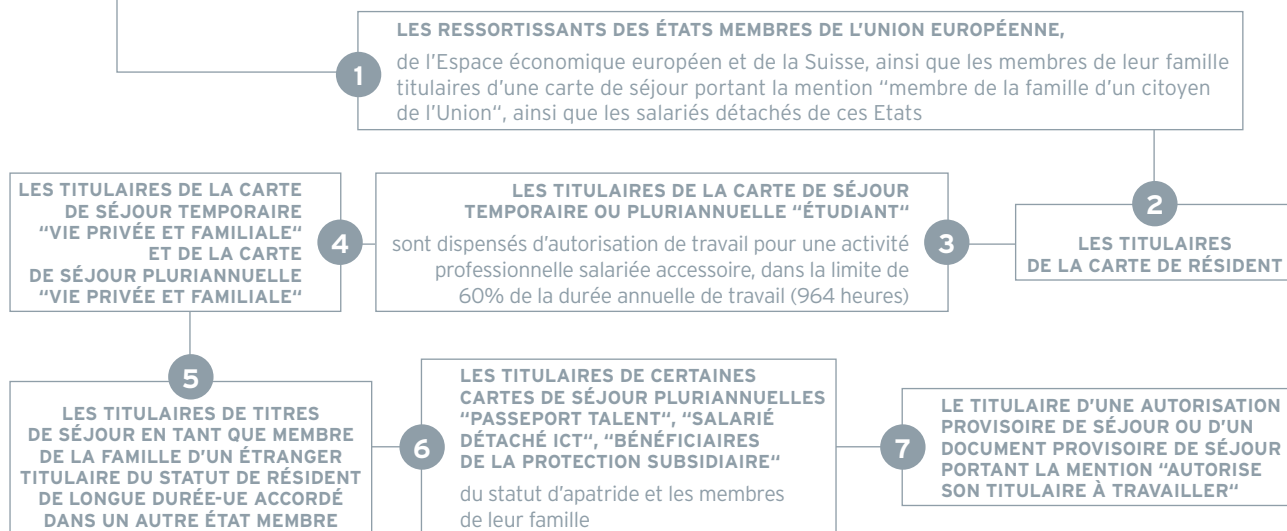 1
LES RESSORTISSANTS DES ÉTATS MEMBRES DE L'UNION EUROPÉENNE,
de l'Espace économique européen et de la Suisse, ainsi que les membres de leur famille
titulaires d'une carte de séjour portant la mention "membre de la famille d'un citoyen
de l'Union", ainsi que les salariés détachés de ces Etats
2
LES TITULAIRES
DE LA CARTE DE RÉSIDENT
3
LES TITULAIRES DE LA CARTE DE SÉJOUR
TEMPORAIRE OU PLURIANNUELLE "ÉTUDIANT"
sont dispensés d'autorisation de travail pour une activité
professionnelle salariée accessoire, dans la limite de
60% de la durée annuelle de travail (964 heures)
4
LES TITULAIRES DE LA CARTE
DE SÉJOUR TEMPORAIRE
"VIE PRIVÉE ET FAMILIALE"
ET DE LA CARTE
DE SÉJOUR PLURIANNUELLE
"VIE PRIVÉE ET FAMILIALE"
5
LES TITULAIRES DE TITRES
DE SÉJOUR EN TANT QUE MEMBRE
DE LA FAMILLE D'UN ÉTRANGER
TITULAIRE DU STATUT DE RÉSIDENT
DE LONGUE DURÉE-UE ACCORDÉ
DANS UN AUTRE ÉTAT MEMBRE
6
LES TITULAIRES DE CERTAINES
CARTES DE SÉJOUR PLURIANNUELLES
"PASSEPORT TALENT", "SALARIÉ
DÉTACHÉ ICT", "BÉNÉFICIAIRES
DE LA PROTECTION SUBSIDIAIRE"
du statut d'apatride et les membres
de leur famille
7
LE TITULAIRE D'UNE AUTORISATION
PROVISOIRE DE SÉJOUR OU D'UN
DOCUMENT PROVISOIRE DE SÉJOUR
PORTANT LA MENTION "AUTORISE
SON TITULAIRE À TRAVAILLER"